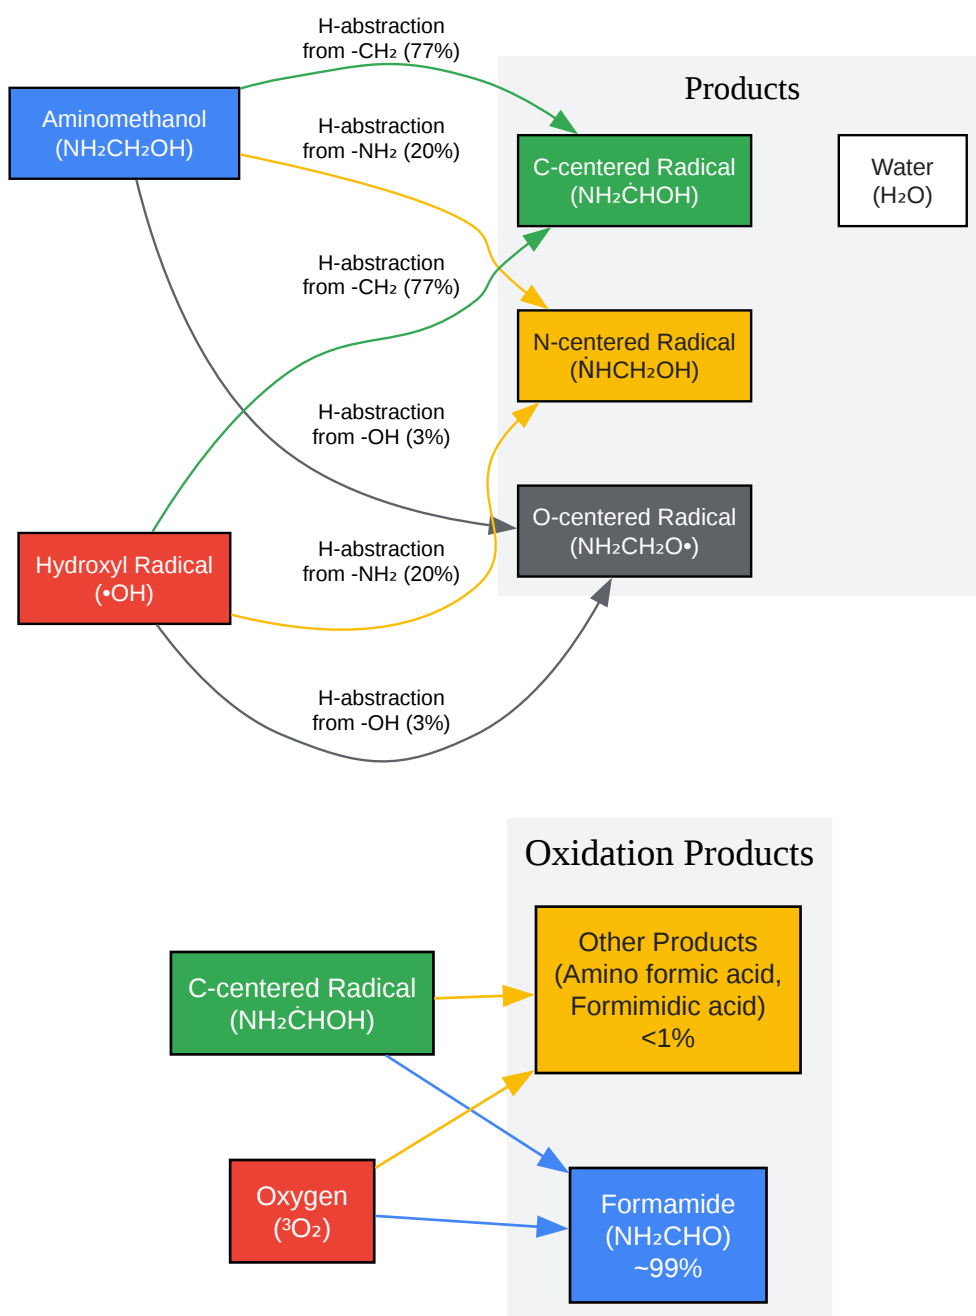 H-abstraction
from -CH₂ (77%)
Products
Aminomethanol
(NH₂CH₂OH)
H-abstraction
from -NH₂ (20%)
C-centered Radical
(NH₂ĊHOH)
Water
(H₂O)
H-abstraction
from -CH₂ (77%)
N-centered Radical
(ṄHCH₂OH)
H-abstraction
from -OH (3%)
O-centered Radical
(NH₂CH₂O•)
Hydroxyl Radical
(•OH)
H-abstraction
from -NH₂ (20%)
H-abstraction
from -OH (3%)
Oxidation Products
Other Products
(Amino formic acid,
Formimidic acid)
<1%
C-centered Radical
(NH₂ĊHOH)
Oxygen
(³O₂)
Formamide
(NH₂CHO)
~99%